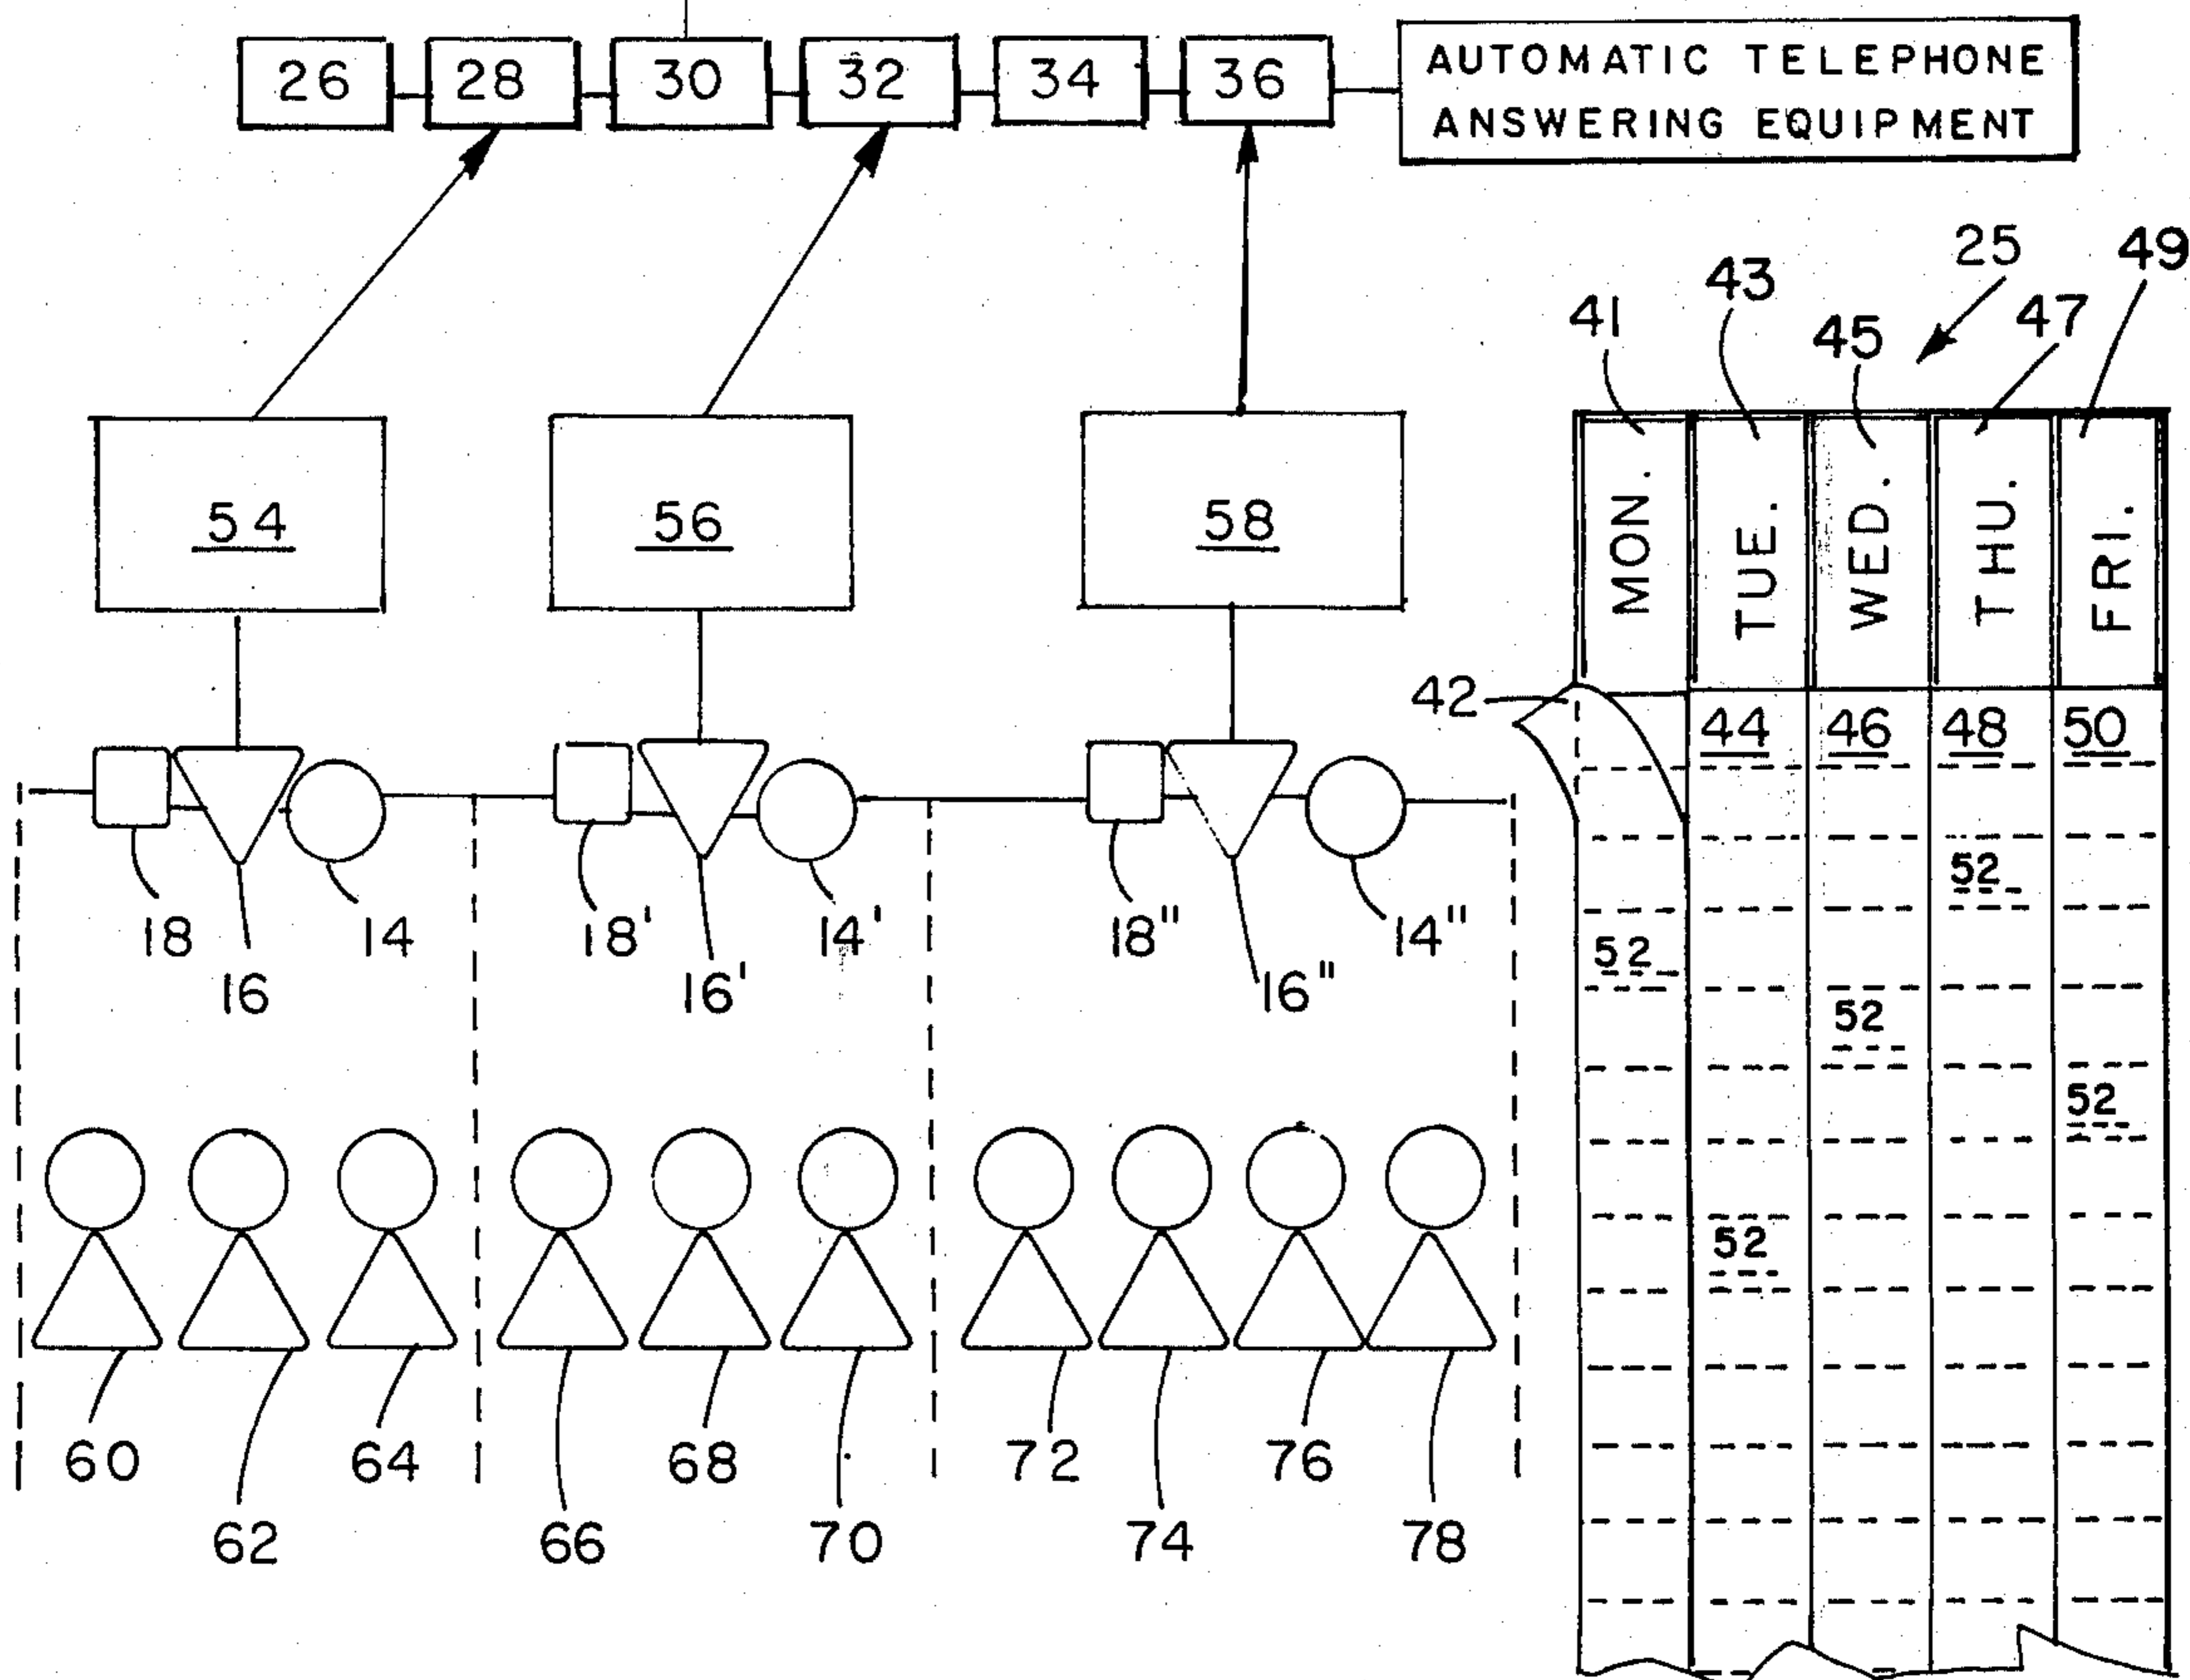 26 28 30 32 34 36 AUTOMATIC TELEPHONE
ANSWERING EQUIPMENT
25 49
43
41 45 47
54 56 58
MON. TUE. WED. THU. FRI.
42 44 46 48 50
52
18 14 18' 14' 18" 14" 52
16 16' 16"
52
52
52
60 64 68 72 76
62 66 70 74 78